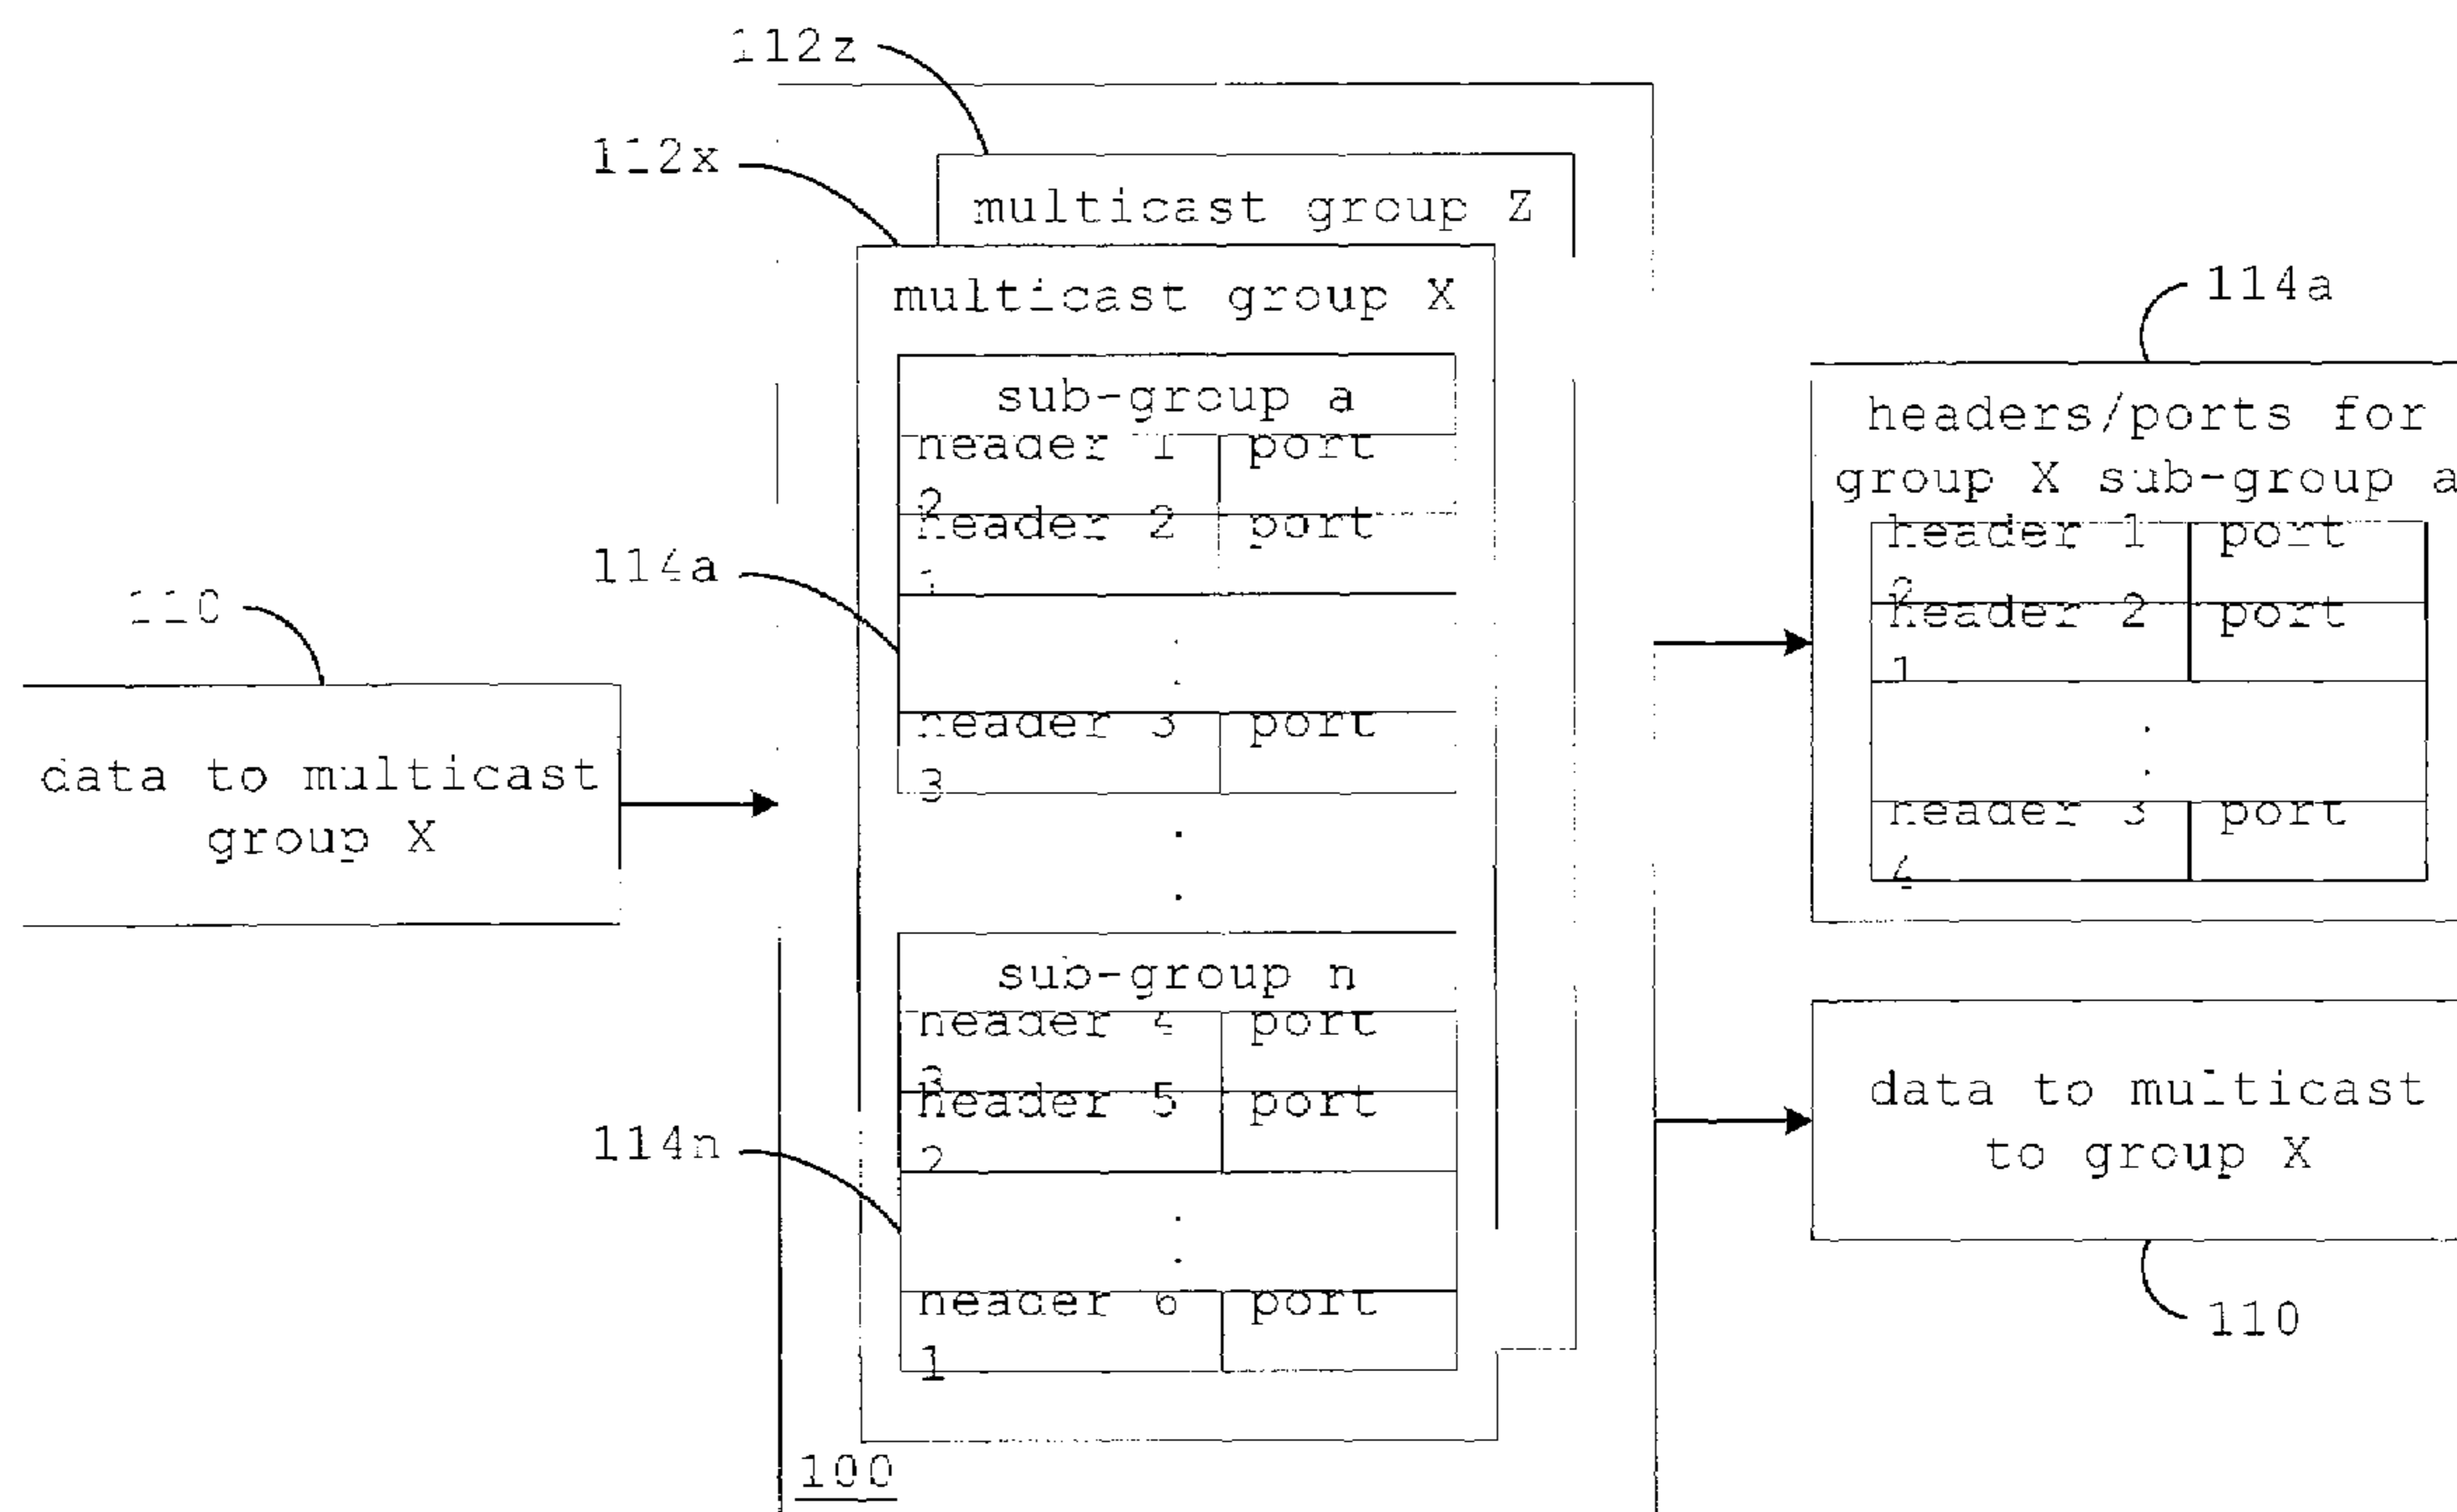 112z
112x
multicast group Z
multicast group X
114a
sub-group a
headers/ports for
header 1 port
2
group X sub-group a
header 2 port
1
header 1 port
2
114a
110
header 2 port
1
header 3 port
3
data to multicast
group X
header 3 port
4
sub-group n
header 4 port
3
header 5 port
2
data to multicast
to group X
114n
header 6 port
1
110
100